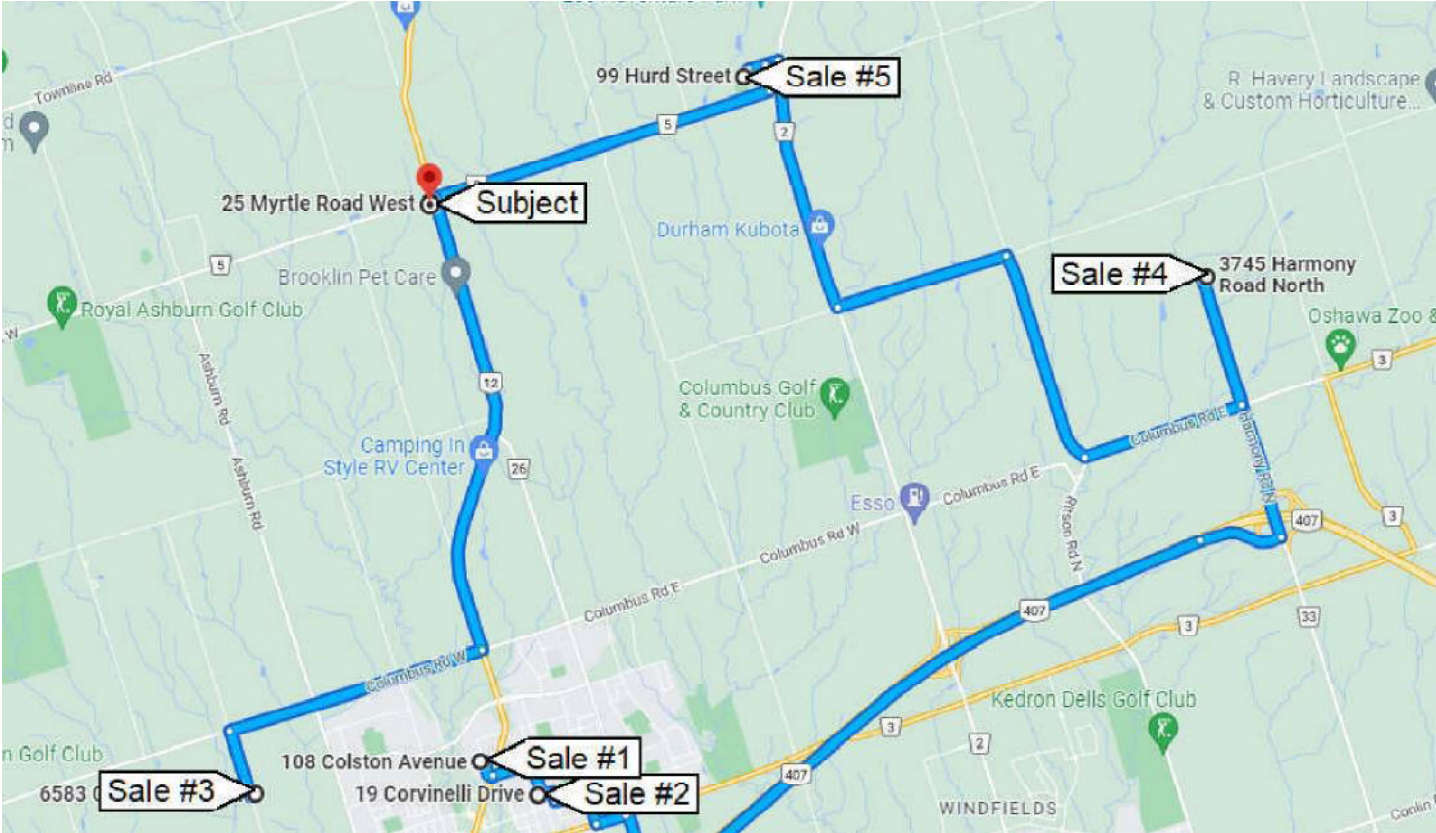 Townline Rd
99 Hurd Street
Sale #5
R. Havery Landscape
& Custom Horticulture...
5
2
25 Myrtle Road West
Subject
Durham Kubota
5
Brooklin Pet Care
Sale #4
3745 Harmony
Road North
Royal Ashburn Golf Club
Oshawa Zoo &
W
3
Ashburn Rd
12
Columbus Golf
& Country Club
Columbus Rd E
Harmony Rd N
Camping In
Style RV Center
26
Ashburn Rd
Esso
Columbus Rd E
Ritson Rd N
407
3
Columbus Rd W
Columbus Rd E
407
3
33
Columbus Rd W
Kedron Dells Golf Club
3
2
n Golf Club
108 Colston Avenue
Sale #1
407
6583
Sale #3
19 Corvinelli Drive
Sale #2
WINDFIELDS
Conlin